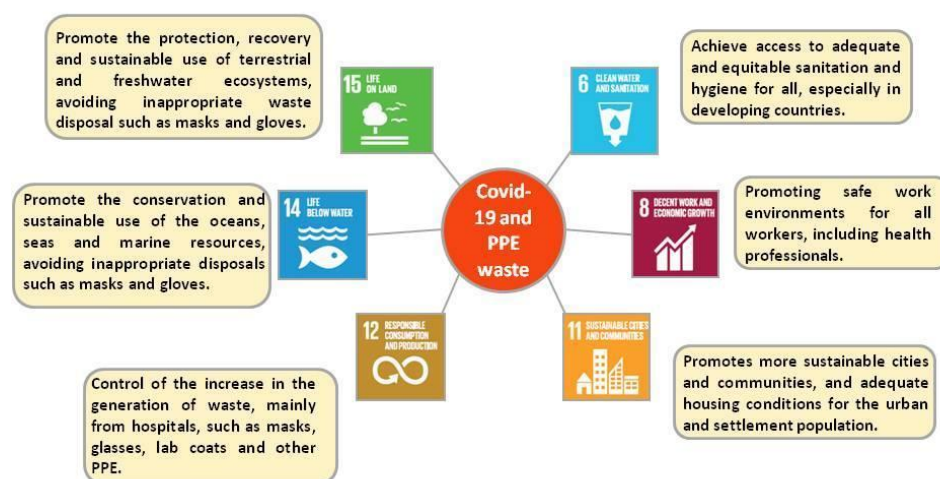 Promote the protection, recovery
and sustainable use of terrestrial
and freshwater ecosystems,
avoiding inappropriate waste
disposal such as masks and gloves.
15 LIFE
ON LAND
6 CLEAN WATER
AND SANITATION
Achieve access to adequate
and equitable sanitation and
hygiene for all, especially in
developing countries.
Promote the conservation and
sustainable use of the oceans,
seas and marine resources,
avoiding inappropriate disposals
such as masks and gloves.
14 LIFE
BELOW WATER
Covid-
19 and
PPE
waste
8 DECENT WORK AND
ECONOMIC GROWTH
Promoting safe work
environments for all
workers, including health
professionals.
12 RESPONSIBLE
CONSUMPTION
AND PRODUCTION
11 SUSTAINABLE CITIES
AND COMMUNITIES
Control of the increase in the
generation of waste, mainly
from hospitals, such as masks,
glasses, lab coats and other
PPE.
Promotes more sustainable cities
and communities, and adequate
housing conditions for the urban
and settlement population.